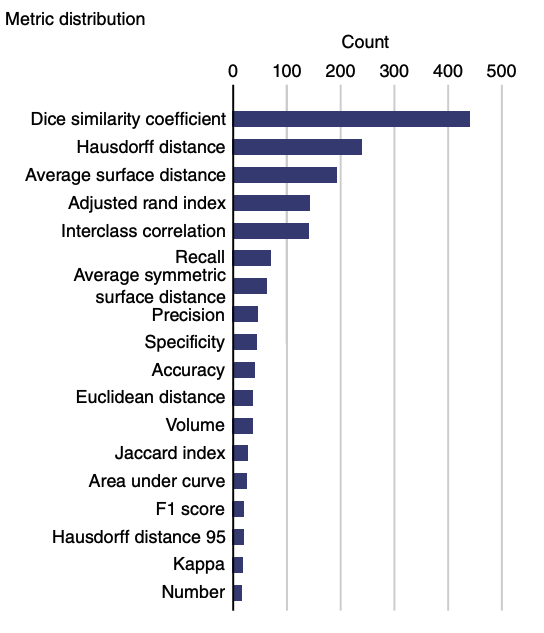 Metric distribution
Count
0 100 200 300 400 500
Dice similarity coefficient
Hausdorff distance
Average surface distance
Adjusted rand index
Interclass correlation
Recall
Average symmetric
surface distance
Precision
Specificity
Accuracy
Euclidean distance
Volume
Jaccard index
Area under curve
F1 score
Hausdorff distance 95
Kappa
Number